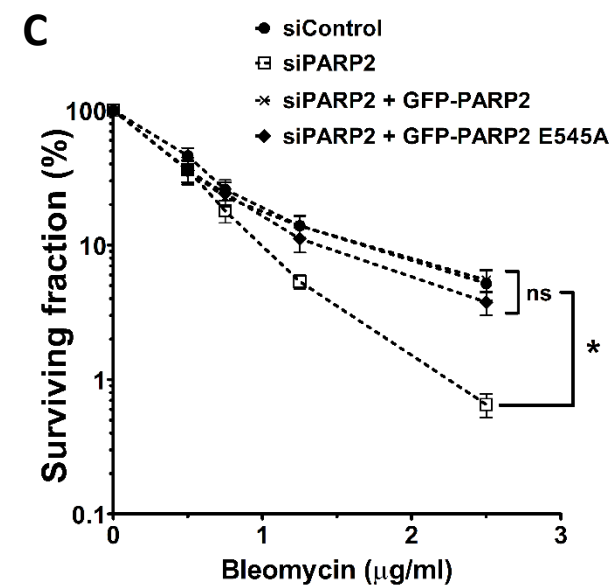 C
siControl
siPARP2
siPARP2 + GFP-PARP2
siPARP2 + GFP-PARP2 E545A
Surviving fraction (%)
100
10
1
0.1
ns
*
0
1
2
3
Bleomycin (μg/ml)